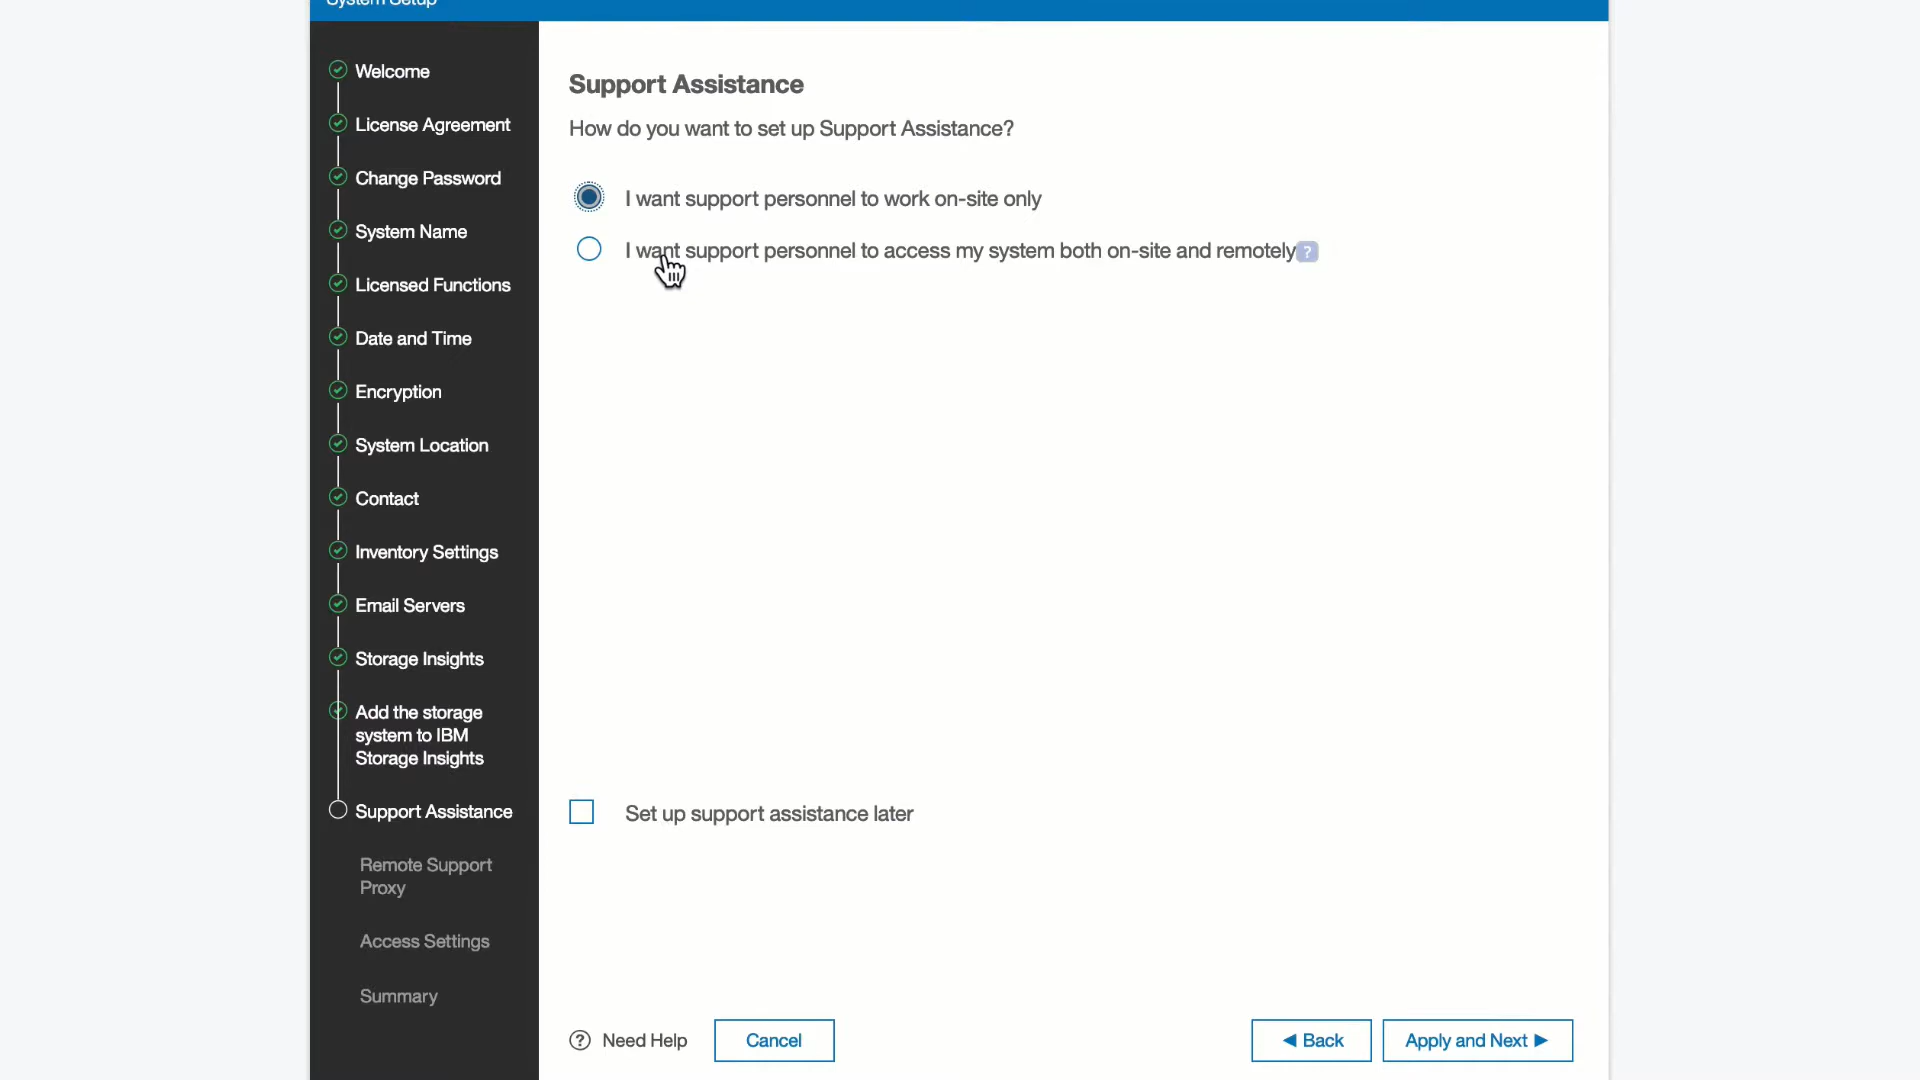 System Setup
Welcome
License Agreement
Change Password
System Name
Licensed Functions
Date and Time
Encryption
System Location
Contact
Inventory Settings
Email Servers
Storage Insights
Add the storage
system to IBM
Storage Insights
Support Assistance
Remote Support
Proxy
Access Settings
Summary
Support Assistance
How do you want to set up Support Assistance?
I want support personnel to work on-site only
I want support personnel to access my system both on-site and remotely ?
Set up support assistance later
? Need Help
Cancel
◀ Back
Apply and Next ▶